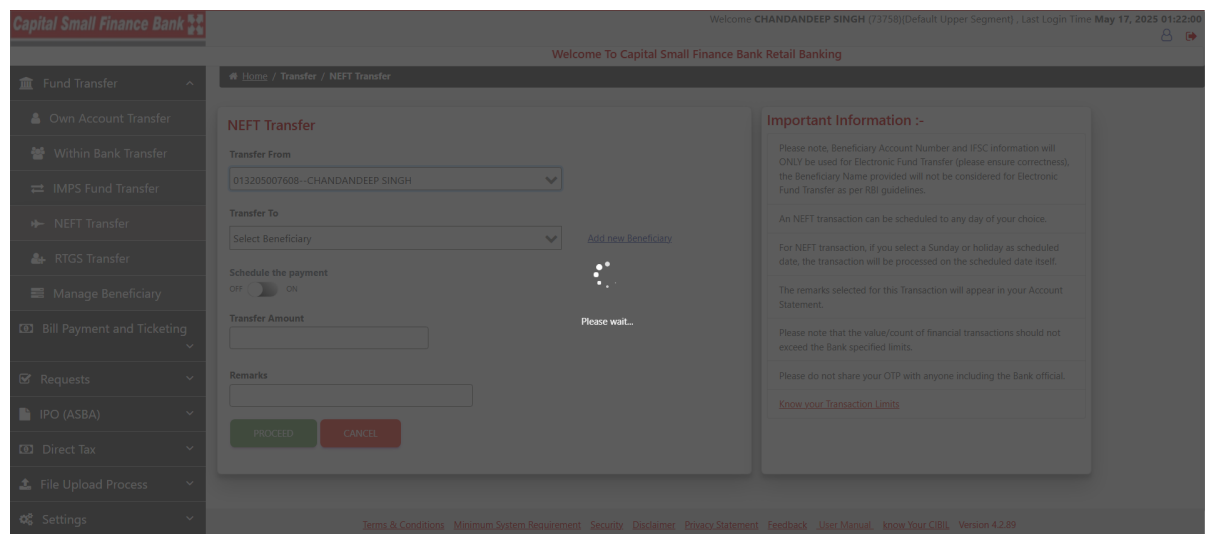 Capital Small Finance Bank
Welcome CHANDANDEEP SINGH (73758)(Default Upper Segment) , Last Login Time May 17, 2025 01:22:00
Welcome To Capital Small Finance Bank Retail Banking
Fund Transfer
Own Account Transfer
Within Bank Transfer
IMPS Fund Transfer
NEFT Transfer
RTGS Transfer
Manage Beneficiary
Bill Payment and Ticketing
Requests
IPO (ASBA)
Direct Tax
File Upload Process
Settings
Home / Transfer / NEFT Transfer
NEFT Transfer
Transfer From
013205007608--CHANDANDEEP SINGH
Transfer To
Select Beneficiary
Add new Beneficiary
Schedule the payment
OFF ON
Please wait...
Transfer Amount
Remarks
PROCEED CANCEL
Important Information :-
Please note, Beneficiary Account Number and IFSC information will
ONLY be used for Electronic Fund Transfer (please ensure correctness),
the Beneficiary Name provided will not be considered for Electronic
Fund Transfer as per RBI guidelines.
An NEFT transaction can be scheduled to any day of your choice.
For NEFT transaction, if you select a Sunday or holiday as scheduled
date, the transaction will be processed on the scheduled date itself.
The remarks selected for this Transaction will appear in your Account
Statement.
Please note that the value/count of financial transactions should not
exceed the Bank specified limits.
Please do not share your OTP with anyone including the Bank official.
Know your Transaction Limits
Terms & Conditions Minimum System Requirement Security Disclaimer Privacy Statement Feedback User Manual know Your CIBIL Version 4.2.89